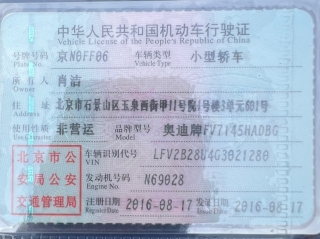 中华人民共和国机动车行驶证
Vehicle License of the People's Republic of China
号牌号码 京N0FF06 车辆类型 小型轿车
Plate No. Vehicle Type
所有人 肖洁
Owner
住址 北京市石景山区玉泉西街甲11号院4号楼3单元601号
Address
使用性质 非营运 品牌型号 奥迪牌FV7145HADBG
Use Character Model
北京市公安局公安交通管理局
车辆识别代号 LFV2B28U4G3021280
VIN
发动机号码 N69028
Engine No.
注册日期 2016-08-17 发证日期 2016-08-17
Register Date Issue Date